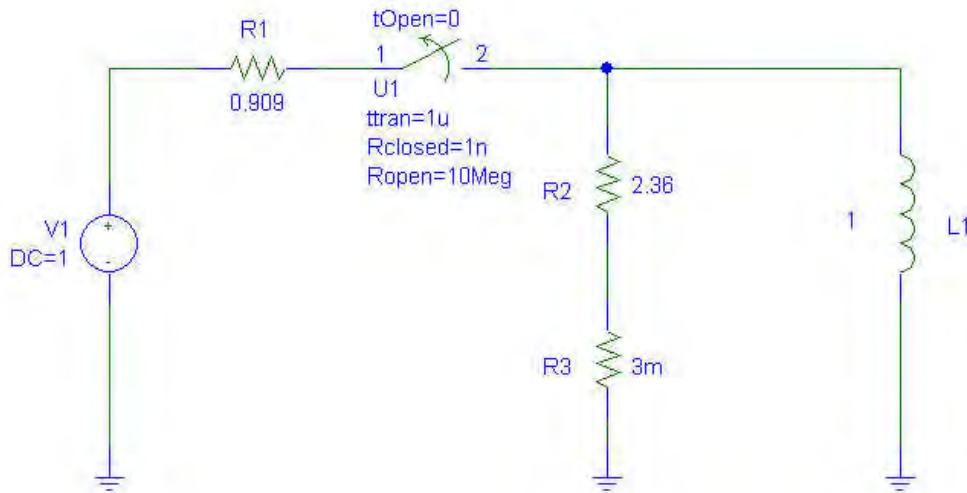 tOpen=0
R1
1
2
0.909
U1
ttran=1u
Rclosed=1n
Ropen=10Meg
R2
2.36
V1
+
DC=1
-
1
L1
R3
3m